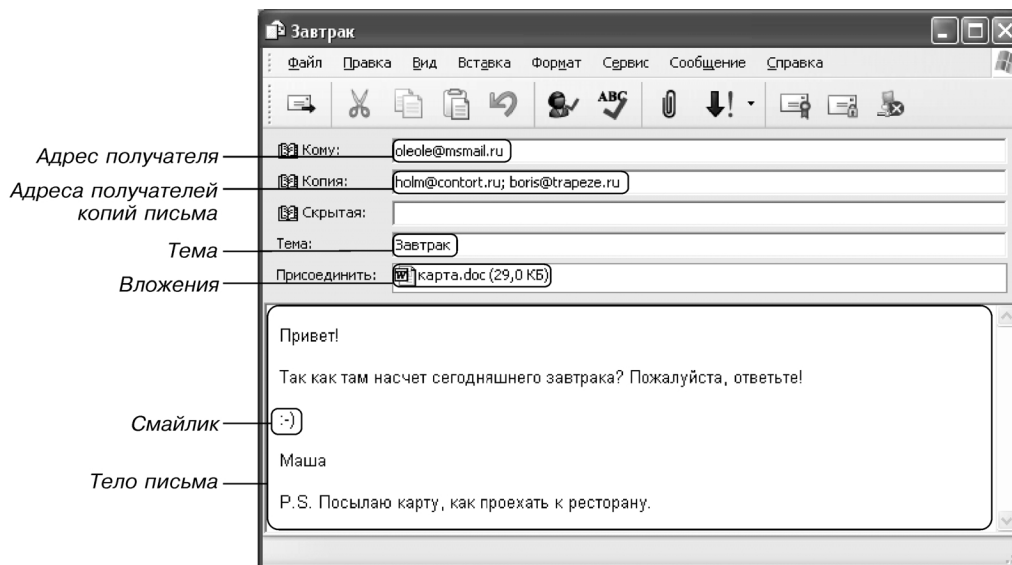 Завтрак
Файл Правка Вид Вставка Формат Сервис Сообщение Справка
ABC
Адрес получателя
Кому: oleole@msmail.ru
Адреса получателей
копий письма
Копия: holm@contort.ru; boris@trapeze.ru
Скрытая:
Тема
Тема: Завтрак
Вложения
Присоединить: карта.doc (29,0 КБ)
Привет!
Так как там насчет сегодняшнего завтрака? Пожалуйста, ответьте!
Смайлик
:-)
Маша
Тело письма
P.S. Посылаю карту, как проехать к ресторану.